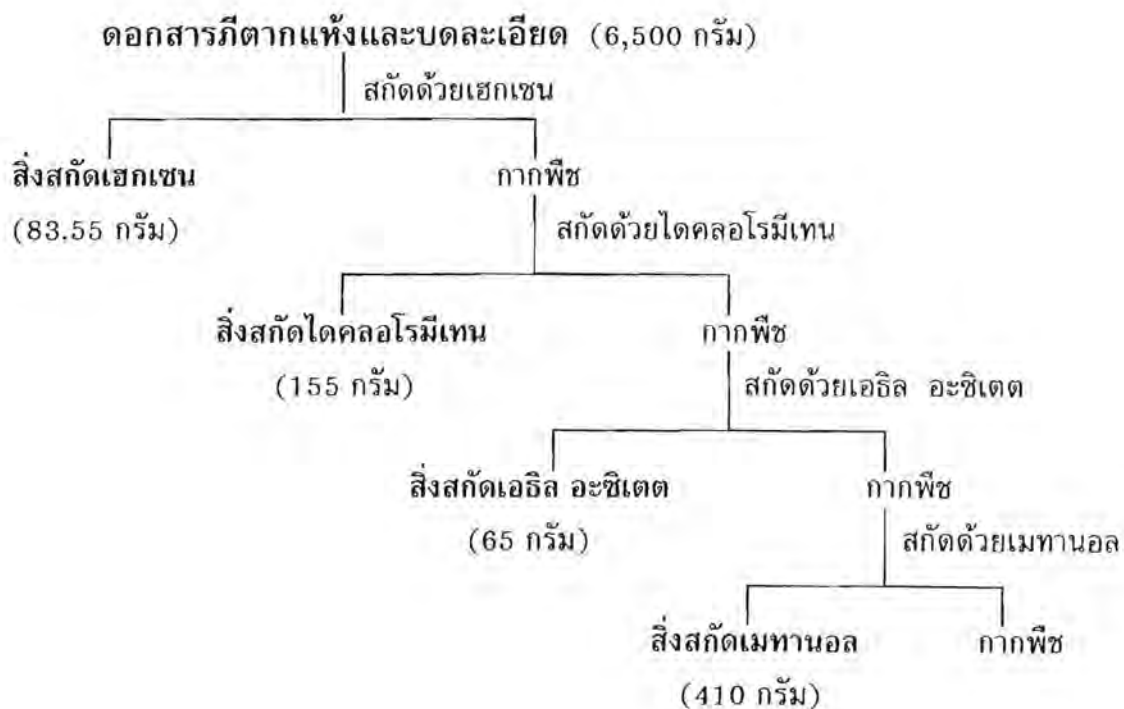 ดอกสารภีตากแห้งและบดละเอียด (6,500 กรัม)
สกัดด้วยเฮกเซน
สิ่งสกัดเฮกเซน
กากพืช
(83.55 กรัม)
สกัดด้วยไดคลอโรมีเทน
สิ่งสกัดไดคลอโรมีเทน
กากพืช
(155 กรัม)
สกัดด้วยเอธิล อะซิเตต
สิ่งสกัดเอธิล อะซิเตต
กากพืช
(65 กรัม)
สกัดด้วยเมทานอล
สิ่งสกัดเมทานอล
กากพืช
(410 กรัม)